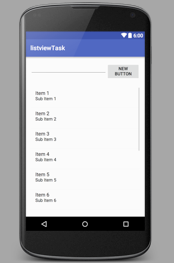 6:00
listviewTask
NEW
BUTTON
Item 1
Sub Item 1
Item 2
Sub Item 2
Item 3
Sub Item 3
Item 4
Sub Item 4
Item 5
Sub Item 5
Item 6
Sub Item 6